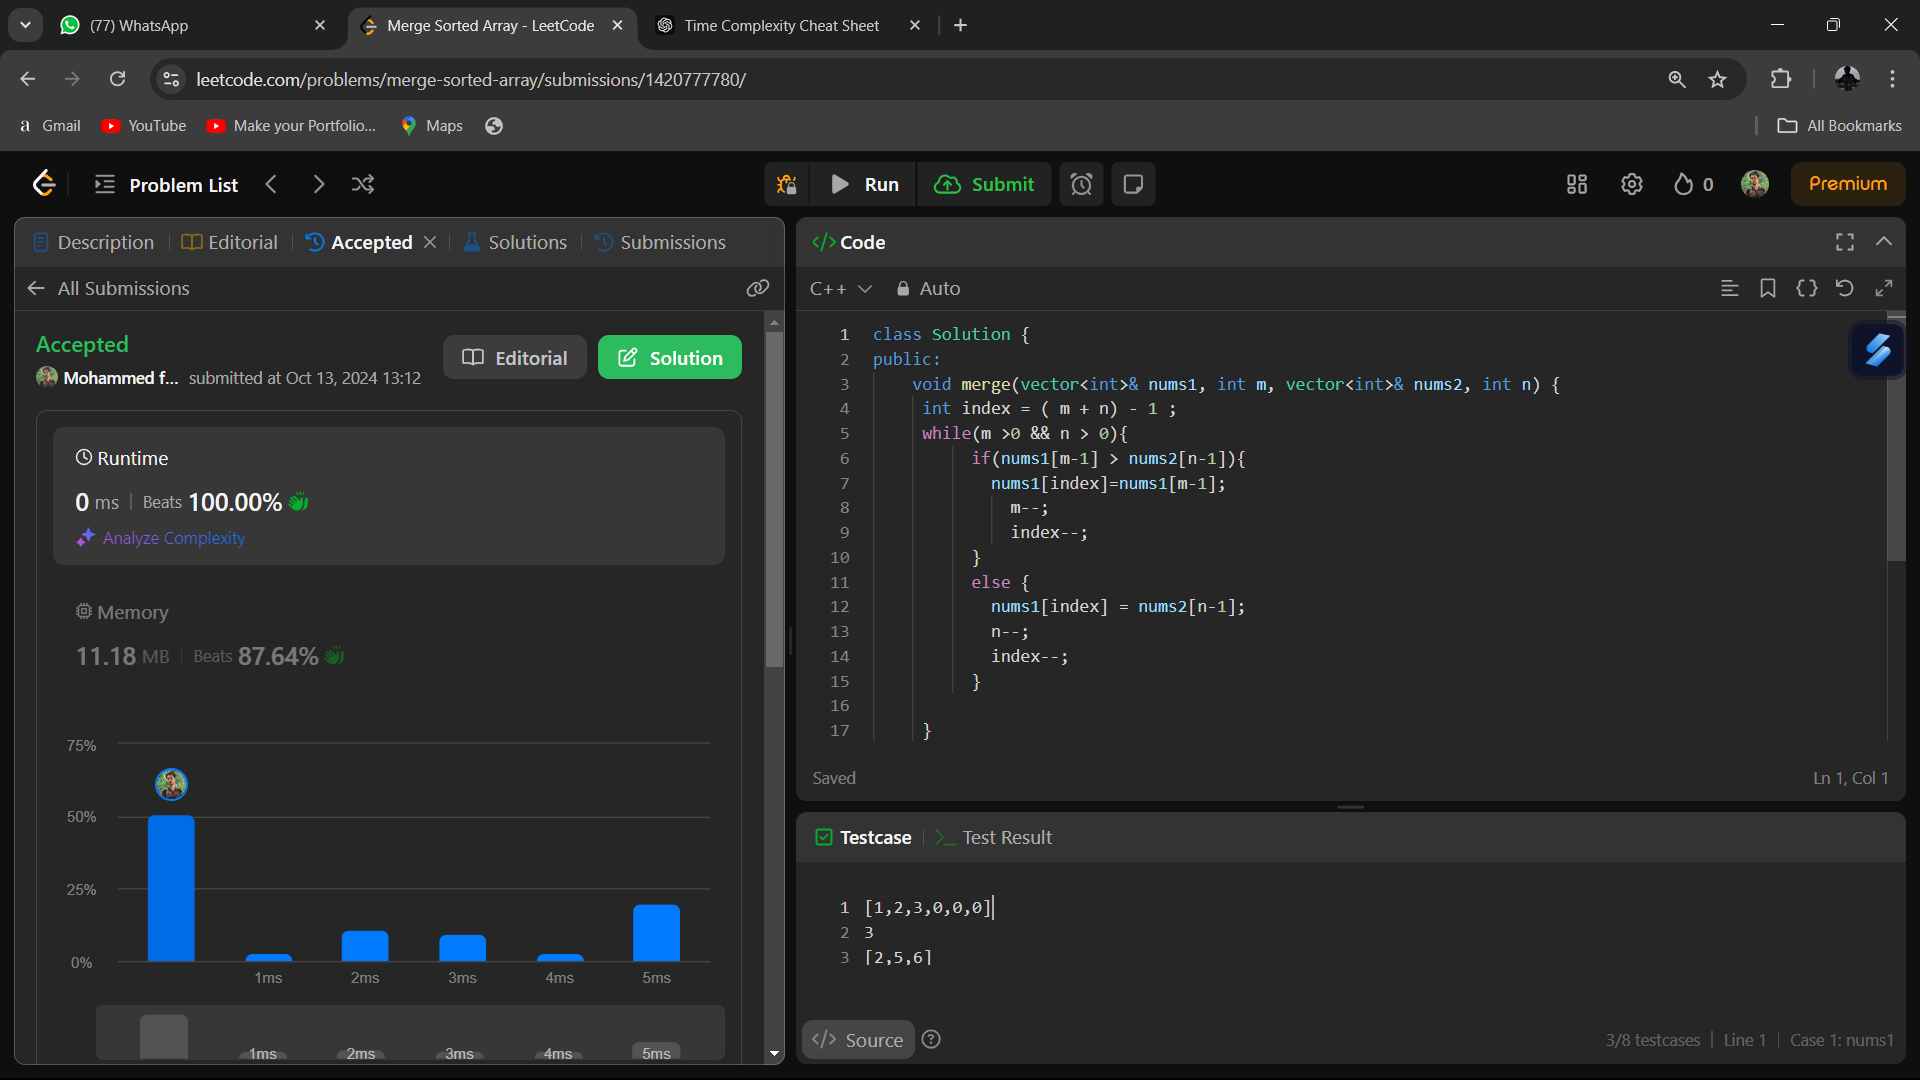 (77) WhatsApp
Merge Sorted Array - LeetCode
Time Complexity Cheat Sheet
leetcode.com/problems/merge-sorted-array/submissions/1420777780/
a Gmail
YouTube
Make your Portfolio...
Maps
All Bookmarks
Problem List
Run
Submit
0
Premium
Description
Editorial
Accepted
Solutions
Submissions
All Submissions
Accepted
Mohammed f... submitted at Oct 13, 2024 13:12
Editorial
Solution
Runtime
0 ms | Beats 100.00%
Analyze Complexity
Memory
11.18 MB | Beats 87.64%
75%
50%
25%
0%
1ms 2ms 3ms 4ms 5ms
1ms 2ms 3ms 4ms 5ms
</> Code
C++ Auto
1 class Solution {
2 public:
3 void merge(vector<int>& nums1, int m, vector<int>& nums2, int n) {
4 int index = ( m + n) - 1 ;
5 while(m >0 && n > 0){
6 if(nums1[m-1] > nums2[n-1]){
7 nums1[index]=nums1[m-1];
8 m--;
9 index--;
10 }
11 else {
12 nums1[index] = nums2[n-1];
13 n--;
14 index--;
15 }
16
17 }
Saved
Ln 1, Col 1
Testcase
Test Result
1 [1,2,3,0,0,0]
2 3
3 [2,5,6]
</> Source
3/8 testcases | Line 1 | Case 1: nums1